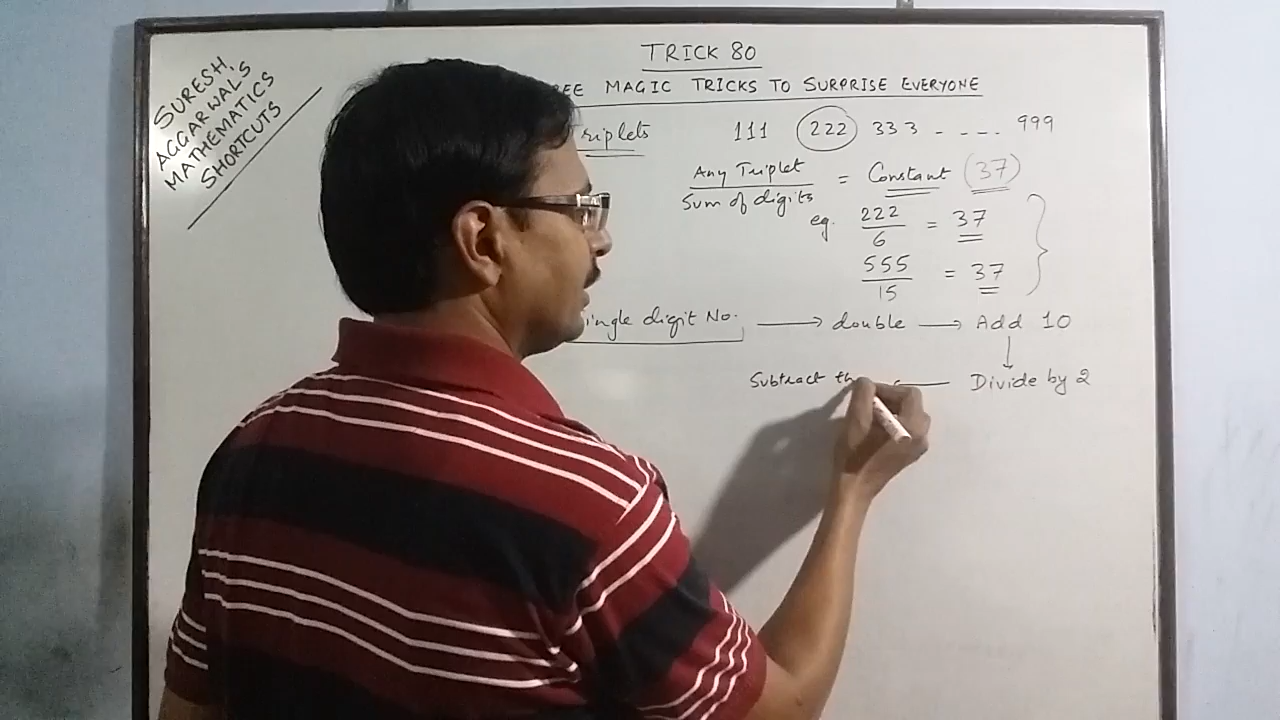 SURESH
AGGARWAL'S
MATHEMATICS
SHORTCUTS
TRICK 80
REE MAGIC TRICKS TO SURPRISE EVERYONE
riplets 111 222 333 - - - - 999
Any Triplet / Sum of digits = Constant (37)
eg. 222 / 6 = 37
555 / 15 = 37
ingle digit No. → double → Add 10
↓
Subtract th ← Divide by 2